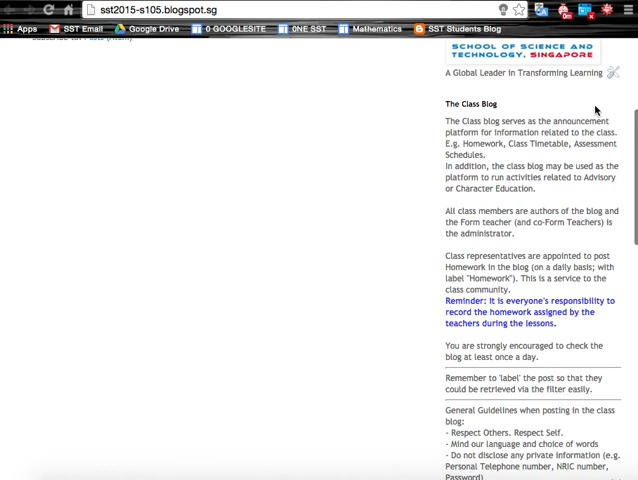 sst2015-s105.blogspot.sg
Apps SST Email Google Drive 0-GOOGLESITE 0NE SST Mathematics SST Students Blog
SCHOOL OF SCIENCE AND
TECHNOLOGY, SINGAPORE
A Global Leader in Transforming Learning
The Class Blog
The Class blog serves as the announcement
platform for information related to the class.
E.g. Homework, Class Timetable, Assessment
Schedules.
In addition, the class blog may be used as the
platform to run activities related to Advisory
or Character Education.
All class members are authors of the blog and
the Form teacher (and co-Form Teachers) is
the administrator.
Class representatives are appointed to post
Homework in the blog (on a daily basis; with
label "Homework"). This is a service to the
class community.
Reminder: It is everyone's responsibility to
record the homework assigned by the
teachers during the lessons.
You are strongly encouraged to check the
blog at least once a day.
Remember to 'label' the post so that they
could be retrieved via the filter easily.
General Guidelines when posting in the class
blog:
- Respect Others. Respect Self.
- Mind our language and choice of words
- Do not disclose any private information (e.g.
Personal Telephone number, NRIC number,
Password)